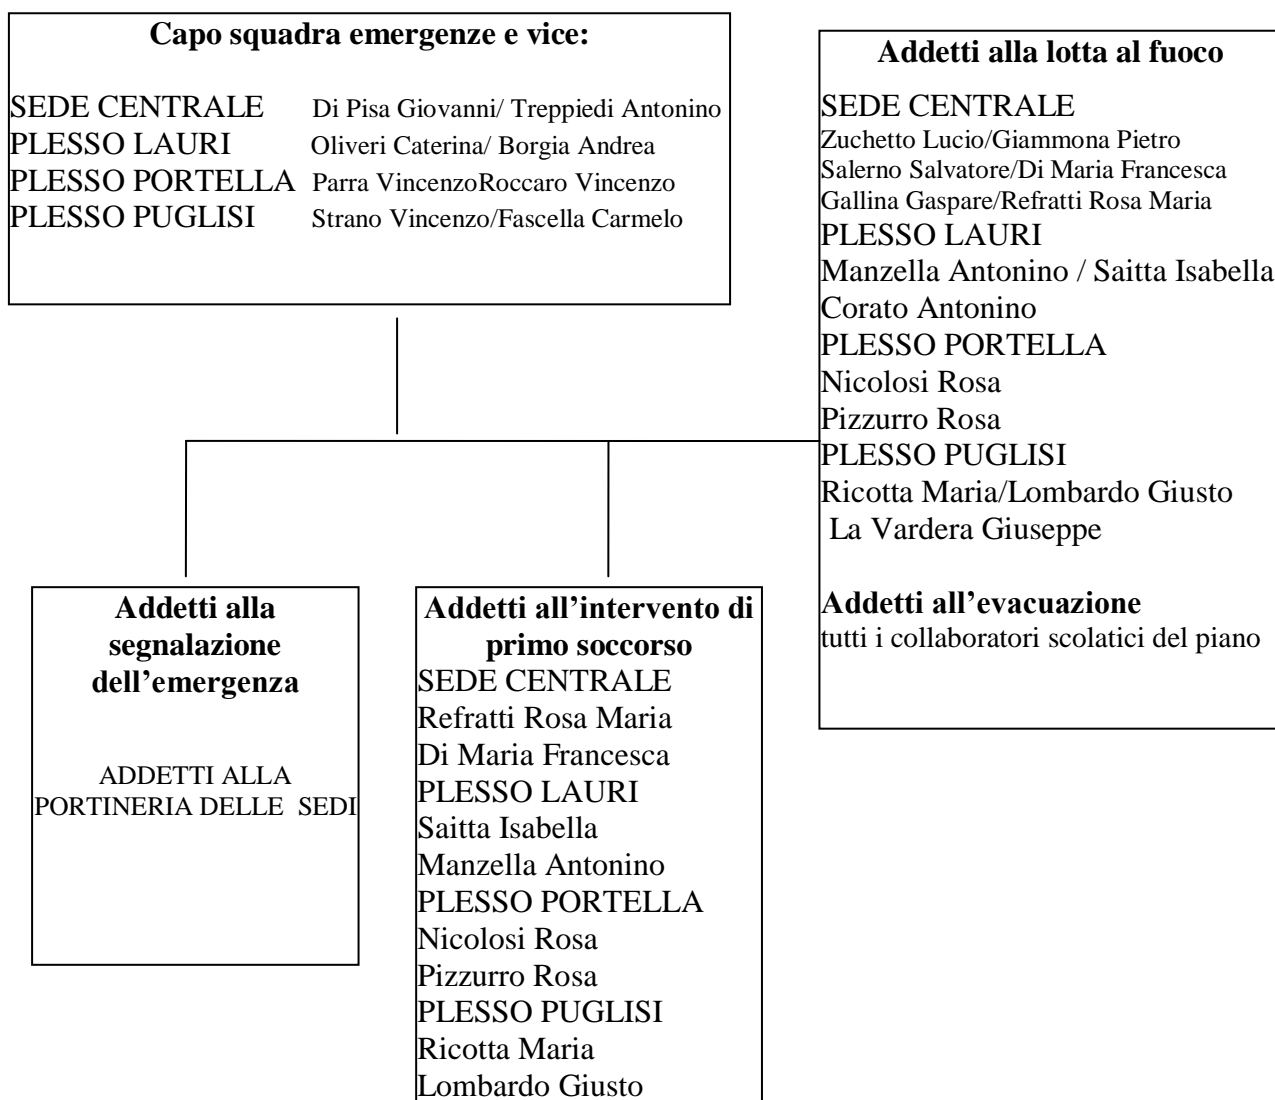 Capo squadra emergenze e vice:
SEDE CENTRALE Di Pisa Giovanni/ Treppiedi Antonino
PLESSO LAURI Oliveri Caterina/ Borgia Andrea
PLESSO PORTELLA Parra VincenzoRoccaro Vincenzo
PLESSO PUGLISI Strano Vincenzo/Fascella Carmelo
Addetti alla lotta al fuoco
SEDE CENTRALE
Zuchetto Lucio/Giammona Pietro
Salerno Salvatore/Di Maria Francesca
Gallina Gaspare/Refratti Rosa Maria
PLESSO LAURI
Manzella Antonino / Saitta Isabella
Corato Antonino
PLESSO PORTELLA
Nicolosi Rosa
Pizzurro Rosa
PLESSO PUGLISI
Ricotta Maria/Lombardo Giusto
La Vardera Giuseppe
Addetti all’evacuazione
tutti i collaboratori scolatici del piano
Addetti alla
segnalazione
dell’emergenza
ADDETTI ALLA
PORTINERIA DELLE SEDI
Addetti all’intervento di
primo soccorso
SEDE CENTRALE
Refratti Rosa Maria
Di Maria Francesca
PLESSO LAURI
Saitta Isabella
Manzella Antonino
PLESSO PORTELLA
Nicolosi Rosa
Pizzurro Rosa
PLESSO PUGLISI
Ricotta Maria
Lombardo Giusto